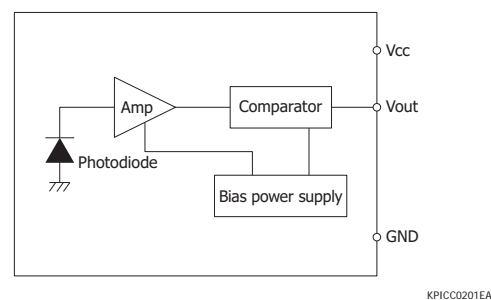 Vcc
Amp
Comparator
Vout
Photodiode
Bias power supply
GND
KPICC0201EA